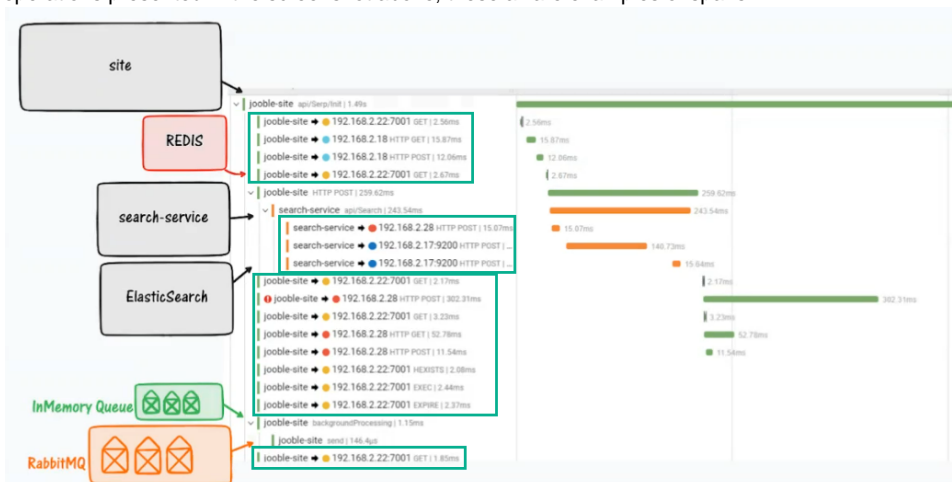 site
REDIS
search-service
ElasticSearch
InMemory Queue
RabbitMQ
jooble-site api/Serp/Init | 1.49s
jooble-site ➔ 192.168.2.22:7001 GET | 2.56ms
2.56ms
jooble-site ➔ 192.168.2.18 HTTP GET | 15.87ms
15.87ms
jooble-site ➔ 192.168.2.18 HTTP POST | 12.06ms
12.06ms
jooble-site ➔ 192.168.2.22:7001 GET | 2.67ms
2.67ms
jooble-site HTTP POST | 259.62ms
259.62ms
search-service api/Search | 243.54ms
243.54ms
search-service ➔ 192.168.2.28 HTTP POST | 15.07ms
15.07ms
search-service ➔ 192.168.2.17:9200 HTTP POST | ...
140.73ms
search-service ➔ 192.168.2.17:9200 HTTP POST | ...
15.04ms
jooble-site ➔ 192.168.2.22:7001 GET | 2.17ms
2.17ms
jooble-site ➔ 192.168.2.28 HTTP POST | 302.31ms
302.31ms
jooble-site ➔ 192.168.2.22:7001 GET | 3.23ms
3.23ms
jooble-site ➔ 192.168.2.28 HTTP GET | 52.78ms
52.78ms
jooble-site ➔ 192.168.2.28 HTTP POST | 11.54ms
11.54ms
jooble-site ➔ 192.168.2.22:7001 HEXISTS | 2.08ms
jooble-site ➔ 192.168.2.22:7001 EXEC | 2.44ms
jooble-site ➔ 192.168.2.22:7001 EXPIRE | 2.37ms
jooble-site backgroundProcessing | 1.15ms
jooble-site send | 146.4μs
jooble-site ➔ 192.168.2.22:7001 GET | 1.85ms